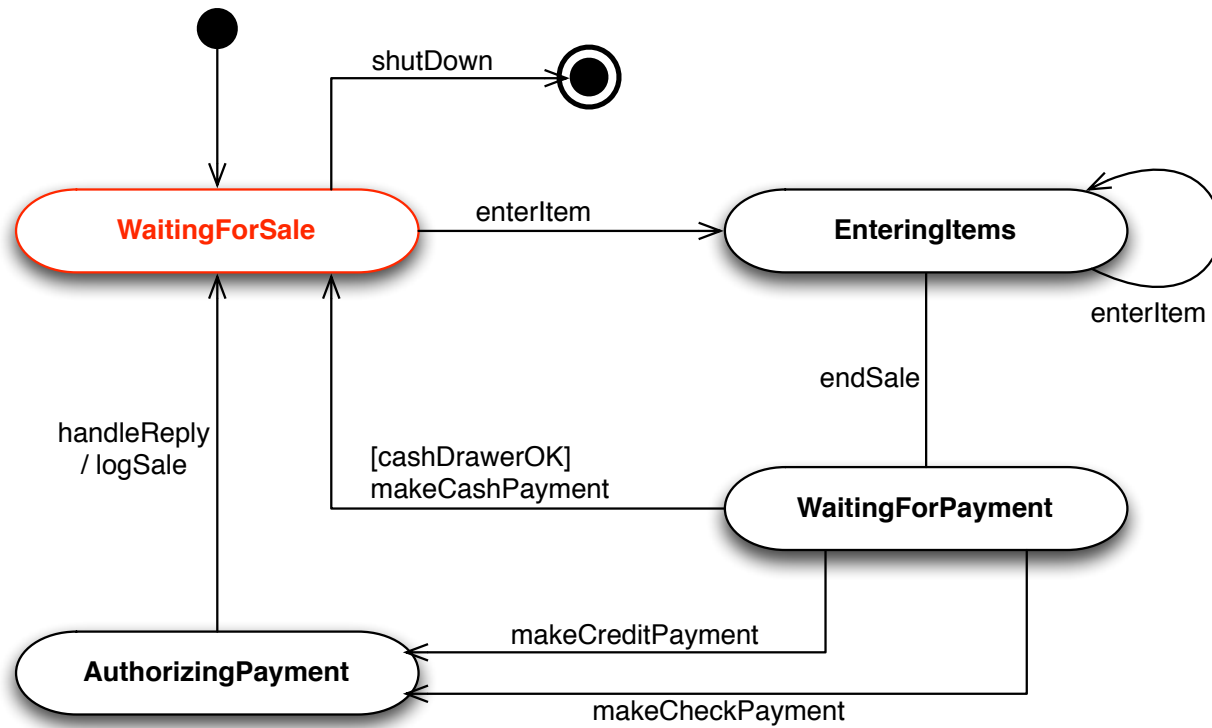 shutDown
WaitingForSale
enterItem
EnteringItems
enterItem
endSale
handleReply
/ logSale
[cashDrawerOK]
makeCashPayment
WaitingForPayment
makeCreditPayment
AuthorizingPayment
makeCheckPayment